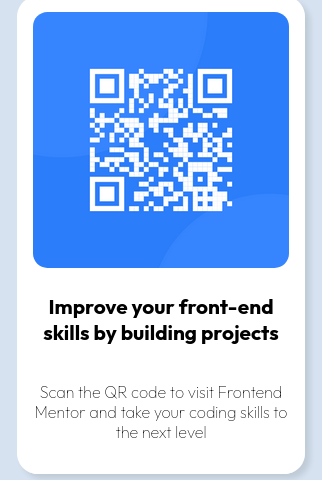 Improve your front-end
skills by building projects
Scan the QR code to visit Frontend
Mentor and take your coding skills to
the next level